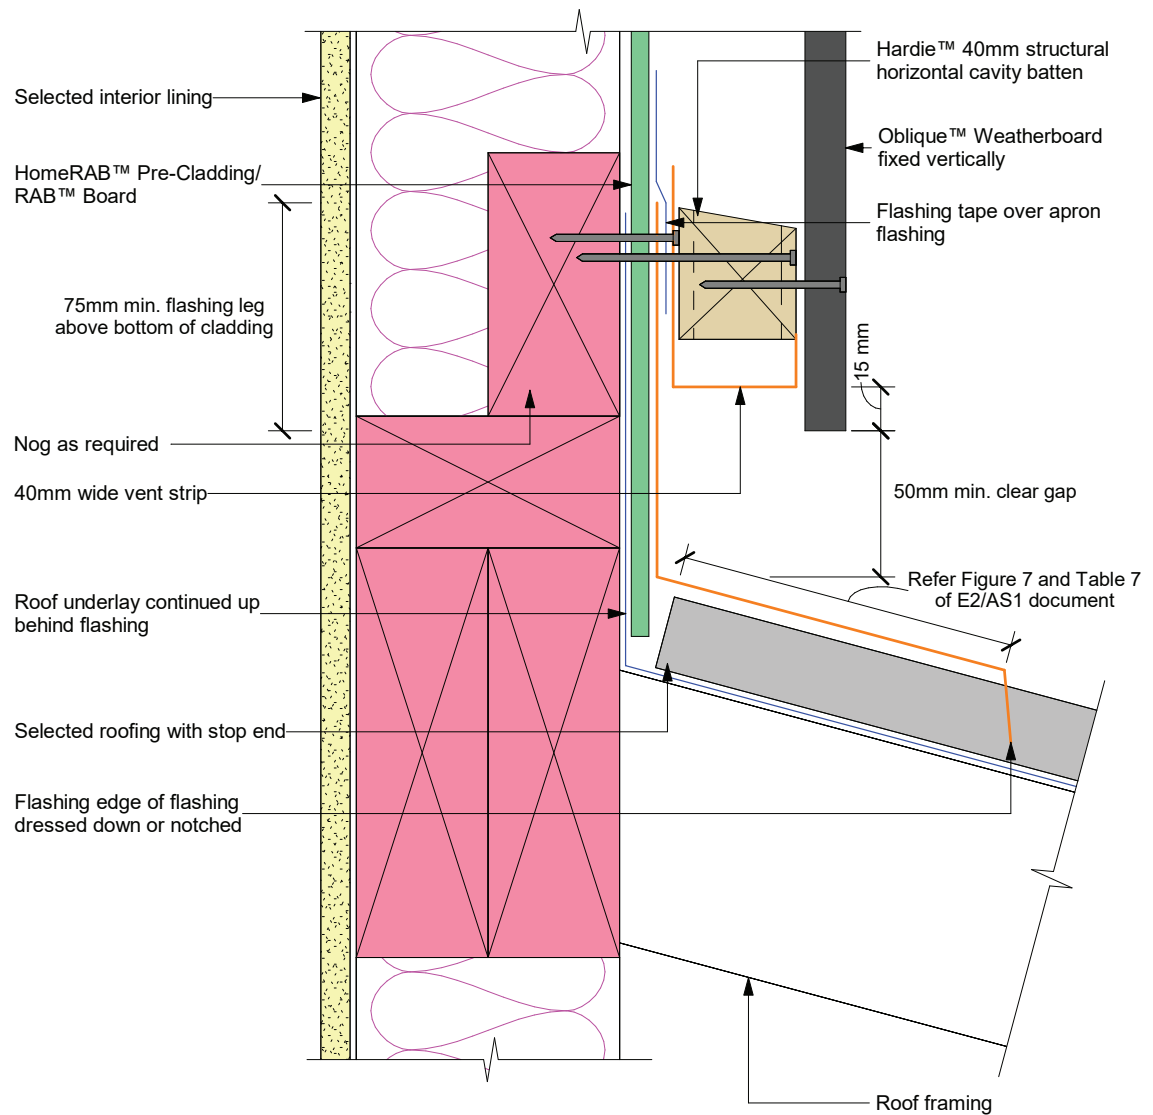 Hardie™ 40mm structural
horizontal cavity batten
Selected interior lining
Oblique™ Weatherboard
fixed vertically
HomeRAB™ Pre-Cladding/
RAB™ Board
Flashing tape over apron
flashing
75mm min. flashing leg
above bottom of cladding
15 mm
Nog as required
40mm wide vent strip
50mm min. clear gap
Refer Figure 7 and Table 7
of E2/AS1 document
Roof underlay continued up
behind flashing
Selected roofing with stop end
Flashing edge of flashing
dressed down or notched
Roof framing